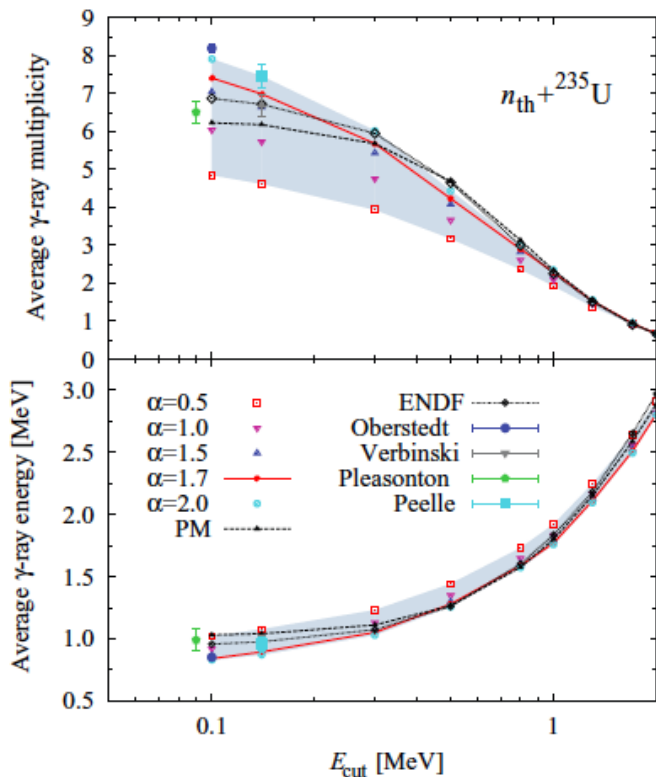 9
8
7
6
5
4
3
2
1
0
Average γ-ray multiplicity
n_th+²³⁵U
3.0
2.5
2.0
1.5
1.0
0.5
Average γ-ray energy [MeV]
α=0.5
α=1.0
α=1.5
α=1.7
α=2.0
PM
ENDF
Oberstedt
Verbinski
Pleasonton
Peelle
0.1
1
E_cut [MeV]